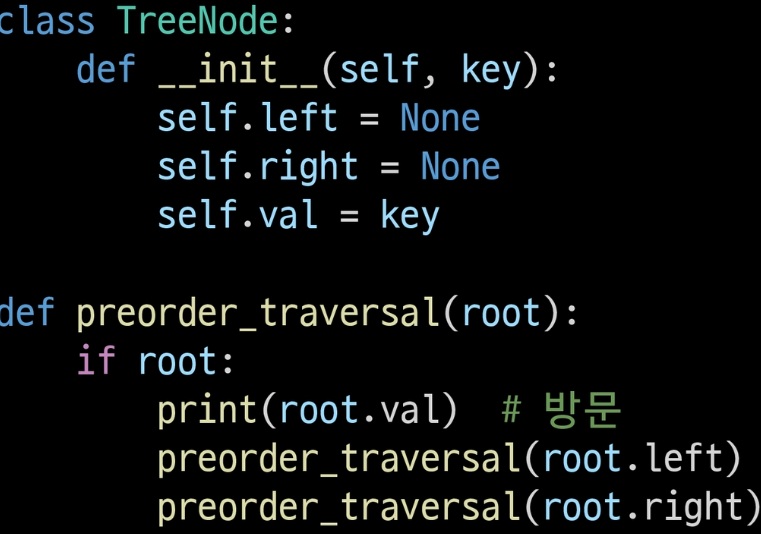 class TreeNode:
    def __init__(self, key):
        self.left = None
        self.right = None
        self.val = key

def preorder_traversal(root):
    if root:
        print(root.val)  # 방문
        preorder_traversal(root.left)
        preorder_traversal(root.right)